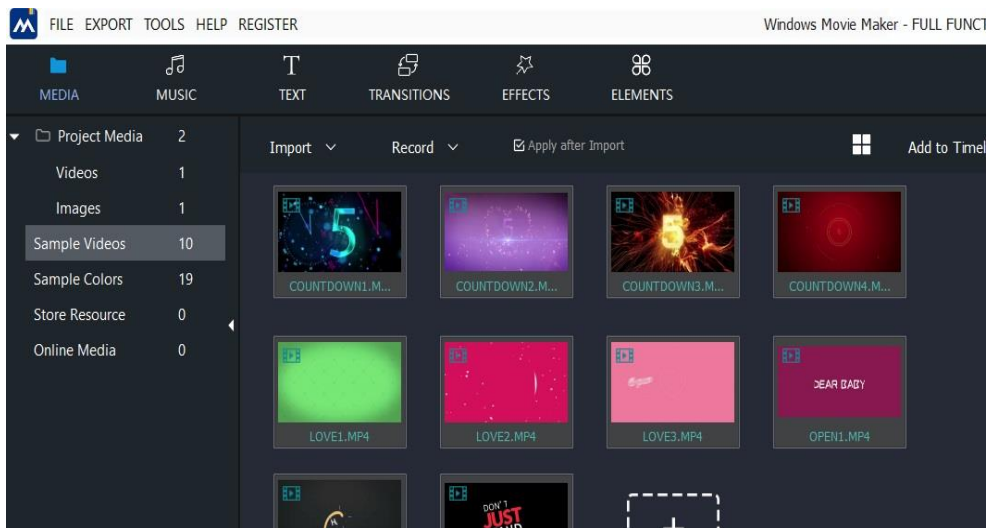 FILE EXPORT TOOLS HELP REGISTER Windows Movie Maker - FULL FUNCT
MEDIA MUSIC TEXT TRANSITIONS EFFECTS ELEMENTS
Project Media 2
Videos 1
Images 1
Sample Videos 10
Sample Colors 19
Store Resource 0
Online Media 0
Import Record Apply after Import Add to Timel
5 5
COUNTDOWN1.M... COUNTDOWN2.M... COUNTDOWN3.M... COUNTDOWN4.M...
DEAR BABY
LOVE1.MP4 LOVE2.MP4 LOVE3.MP4 OPEN1.MP4
DON'T
JUST